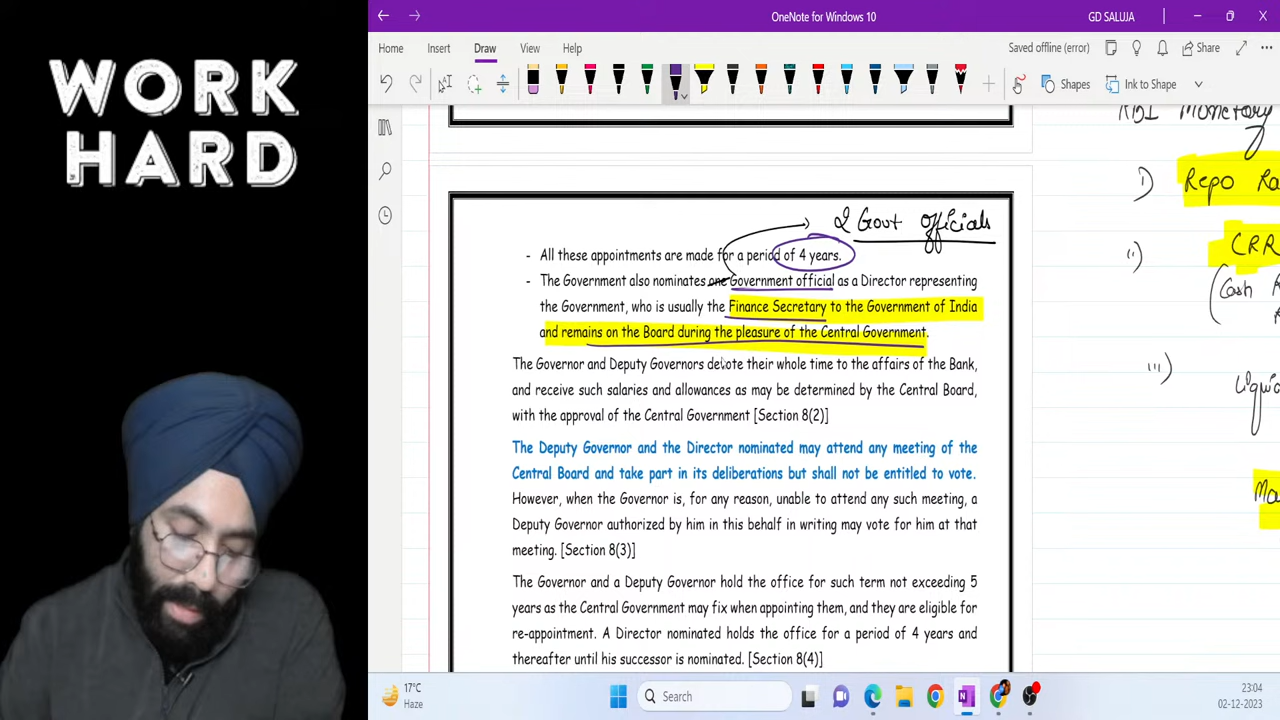 WORK
HARD
OneNote for Windows 10
GD SALUJA
Home
Insert
Draw
View
Help
Saved offline (error)
Share
Shapes
Ink to Shape
RBI Monetary
2 Govt officials
- All these appointments are made for a period of 4 years.
- The Government also nominates one Government official as a Director representing
the Government, who is usually the Finance Secretary to the Government of India
and remains on the Board during the pleasure of the Central Government.
The Governor and Deputy Governors devote their whole time to the affairs of the Bank,
and receive such salaries and allowances as may be determined by the Central Board,
with the approval of the Central Government [Section 8(2)]
The Deputy Governor and the Director nominated may attend any meeting of the
Central Board and take part in its deliberations but shall not be entitled to vote.
However, when the Governor is, for any reason, unable to attend any such meeting, a
Deputy Governor authorized by him in this behalf in writing may vote for him at that
meeting. [Section 8(3)]
The Governor and a Deputy Governor hold the office for such term not exceeding 5
years as the Central Government may fix when appointing them, and they are eligible for
re-appointment. A Director nominated holds the office for a period of 4 years and
thereafter until his successor is nominated. [Section 8(4)]
i) Repo Ra
ii) CRR
(Cash R
iii) Liquid
Ma
17°C
Haze
Search
23:04
02-12-2023